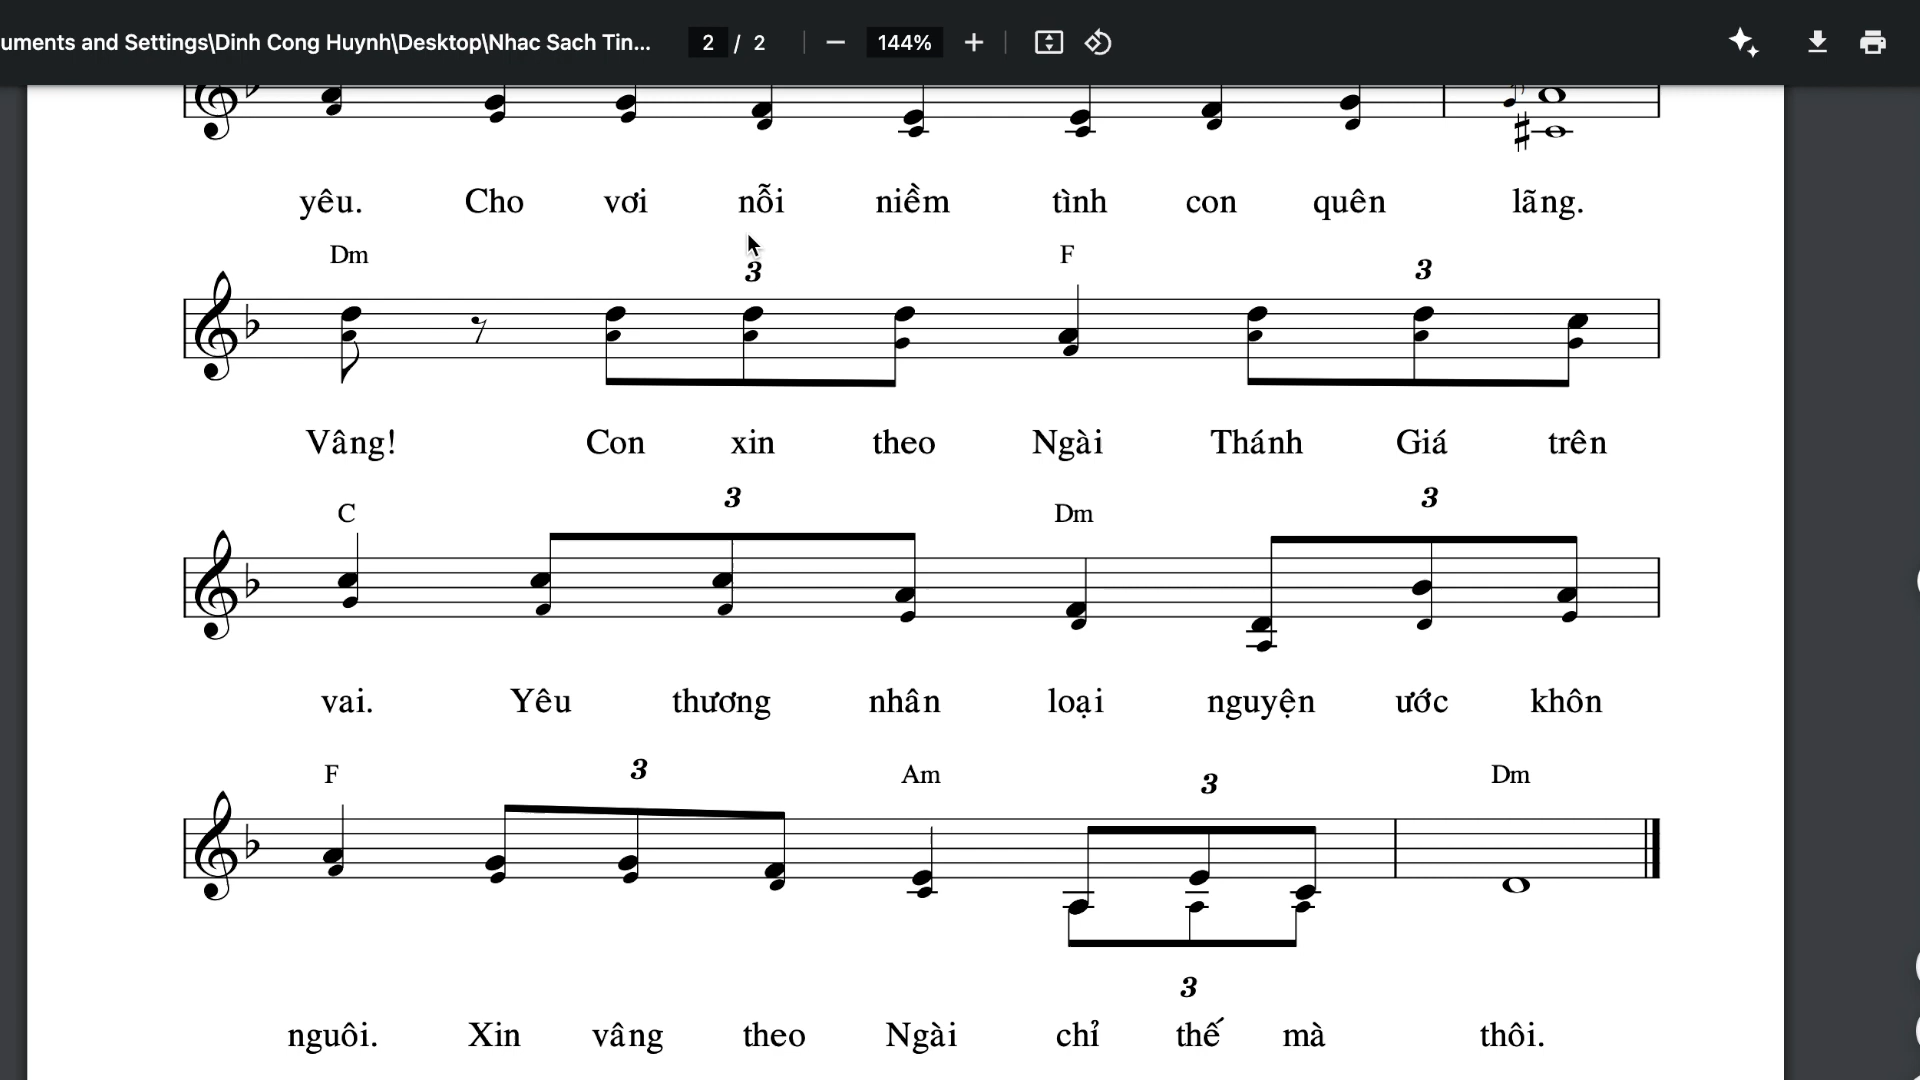 uments and Settings\Dinh Cong Huynh\Desktop\Nhac Sach Tin... 2 / 2 144%
yêu. Cho vơi nỗi niềm tình con quên lãng.
Dm 3 F 3
Vâng! Con xin theo Ngài Thánh Giá trên
C 3 Dm 3
vai. Yêu thương nhân loại nguyện ước khôn
F 3 Am 3 Dm
3
nguôi. Xin vâng theo Ngài chỉ thế mà thôi.